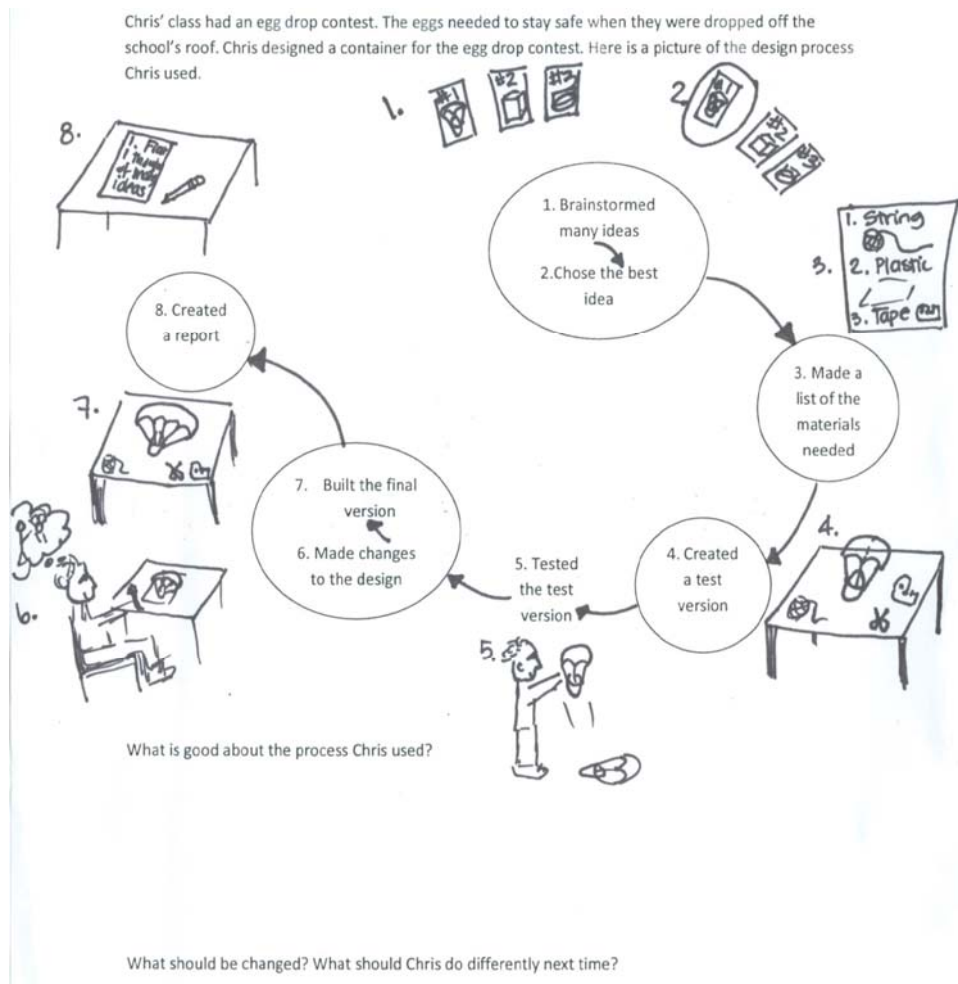 Chris' class had an egg drop contest. The eggs needed to stay safe when they were dropped off the
school's roof. Chris designed a container for the egg drop contest. Here is a picture of the design process
Chris used.
1.
#1
#2
#3
2.
#1
#2
#3
8.
1. Brainstormed
many ideas
2.Chose the best
idea
3.
1. String
2. Plastic
3. Tape
8. Created
a report
3. Made a
list of the
materials
needed
7.
7. Built the final
version
6. Made changes
to the design
5. Tested
the test
version
4. Created
a test
version
4.
6.
5.
What is good about the process Chris used?
What should be changed? What should Chris do differently next time?